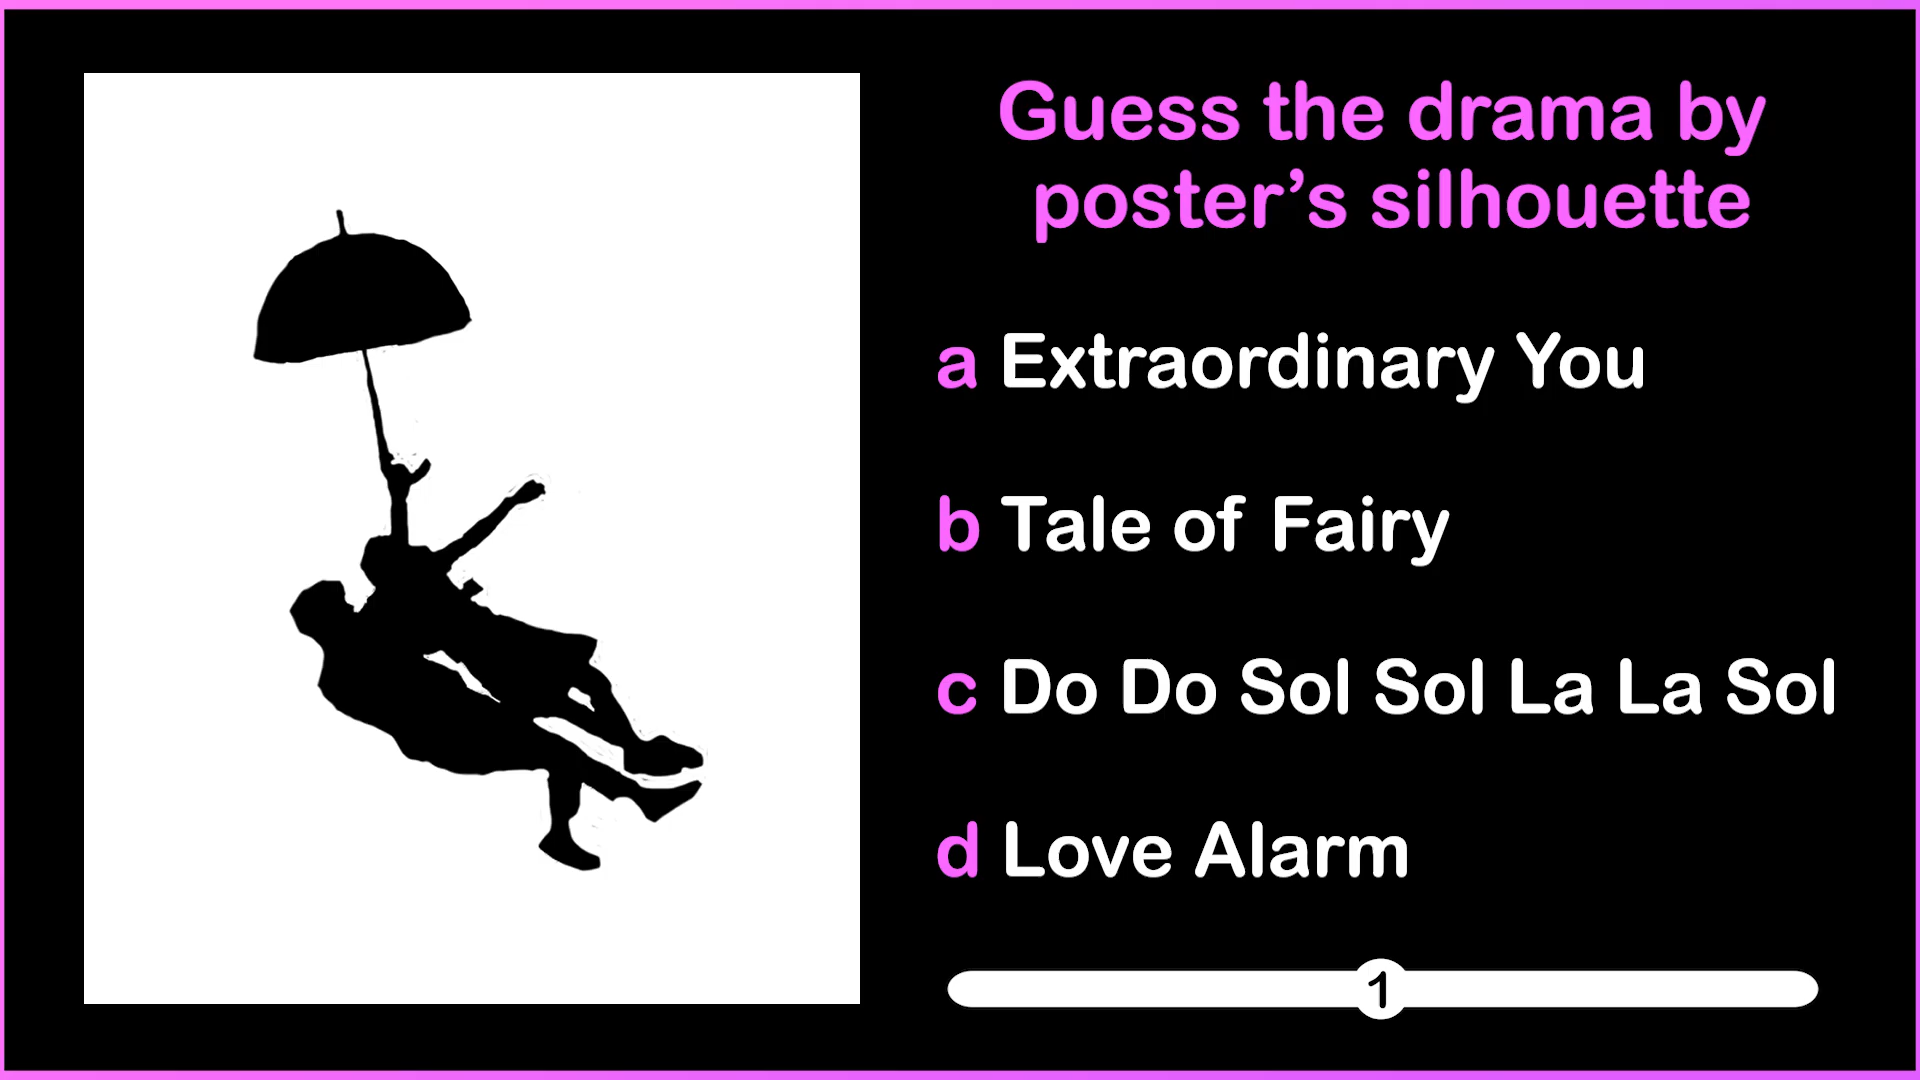 Guess the drama by
poster’s silhouette
a Extraordinary You
b Tale of Fairy
c Do Do Sol Sol La La Sol
d Love Alarm
1